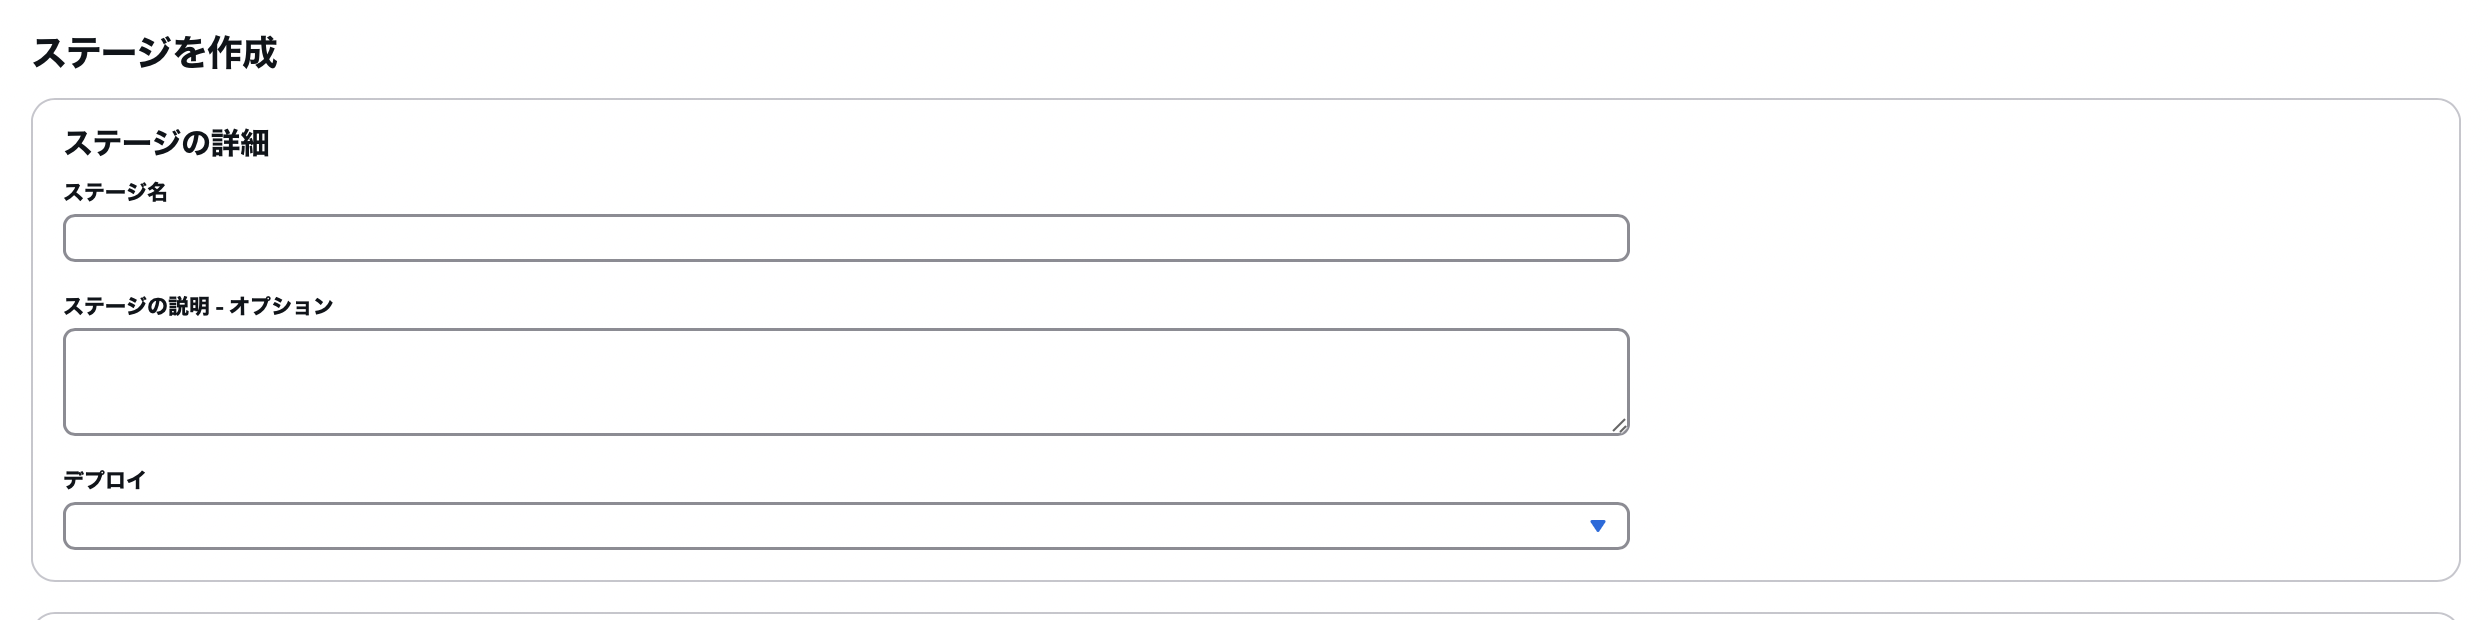 ステージを作成
ステージの詳細
ステージ名
ステージの説明 - オプション
デプロイ